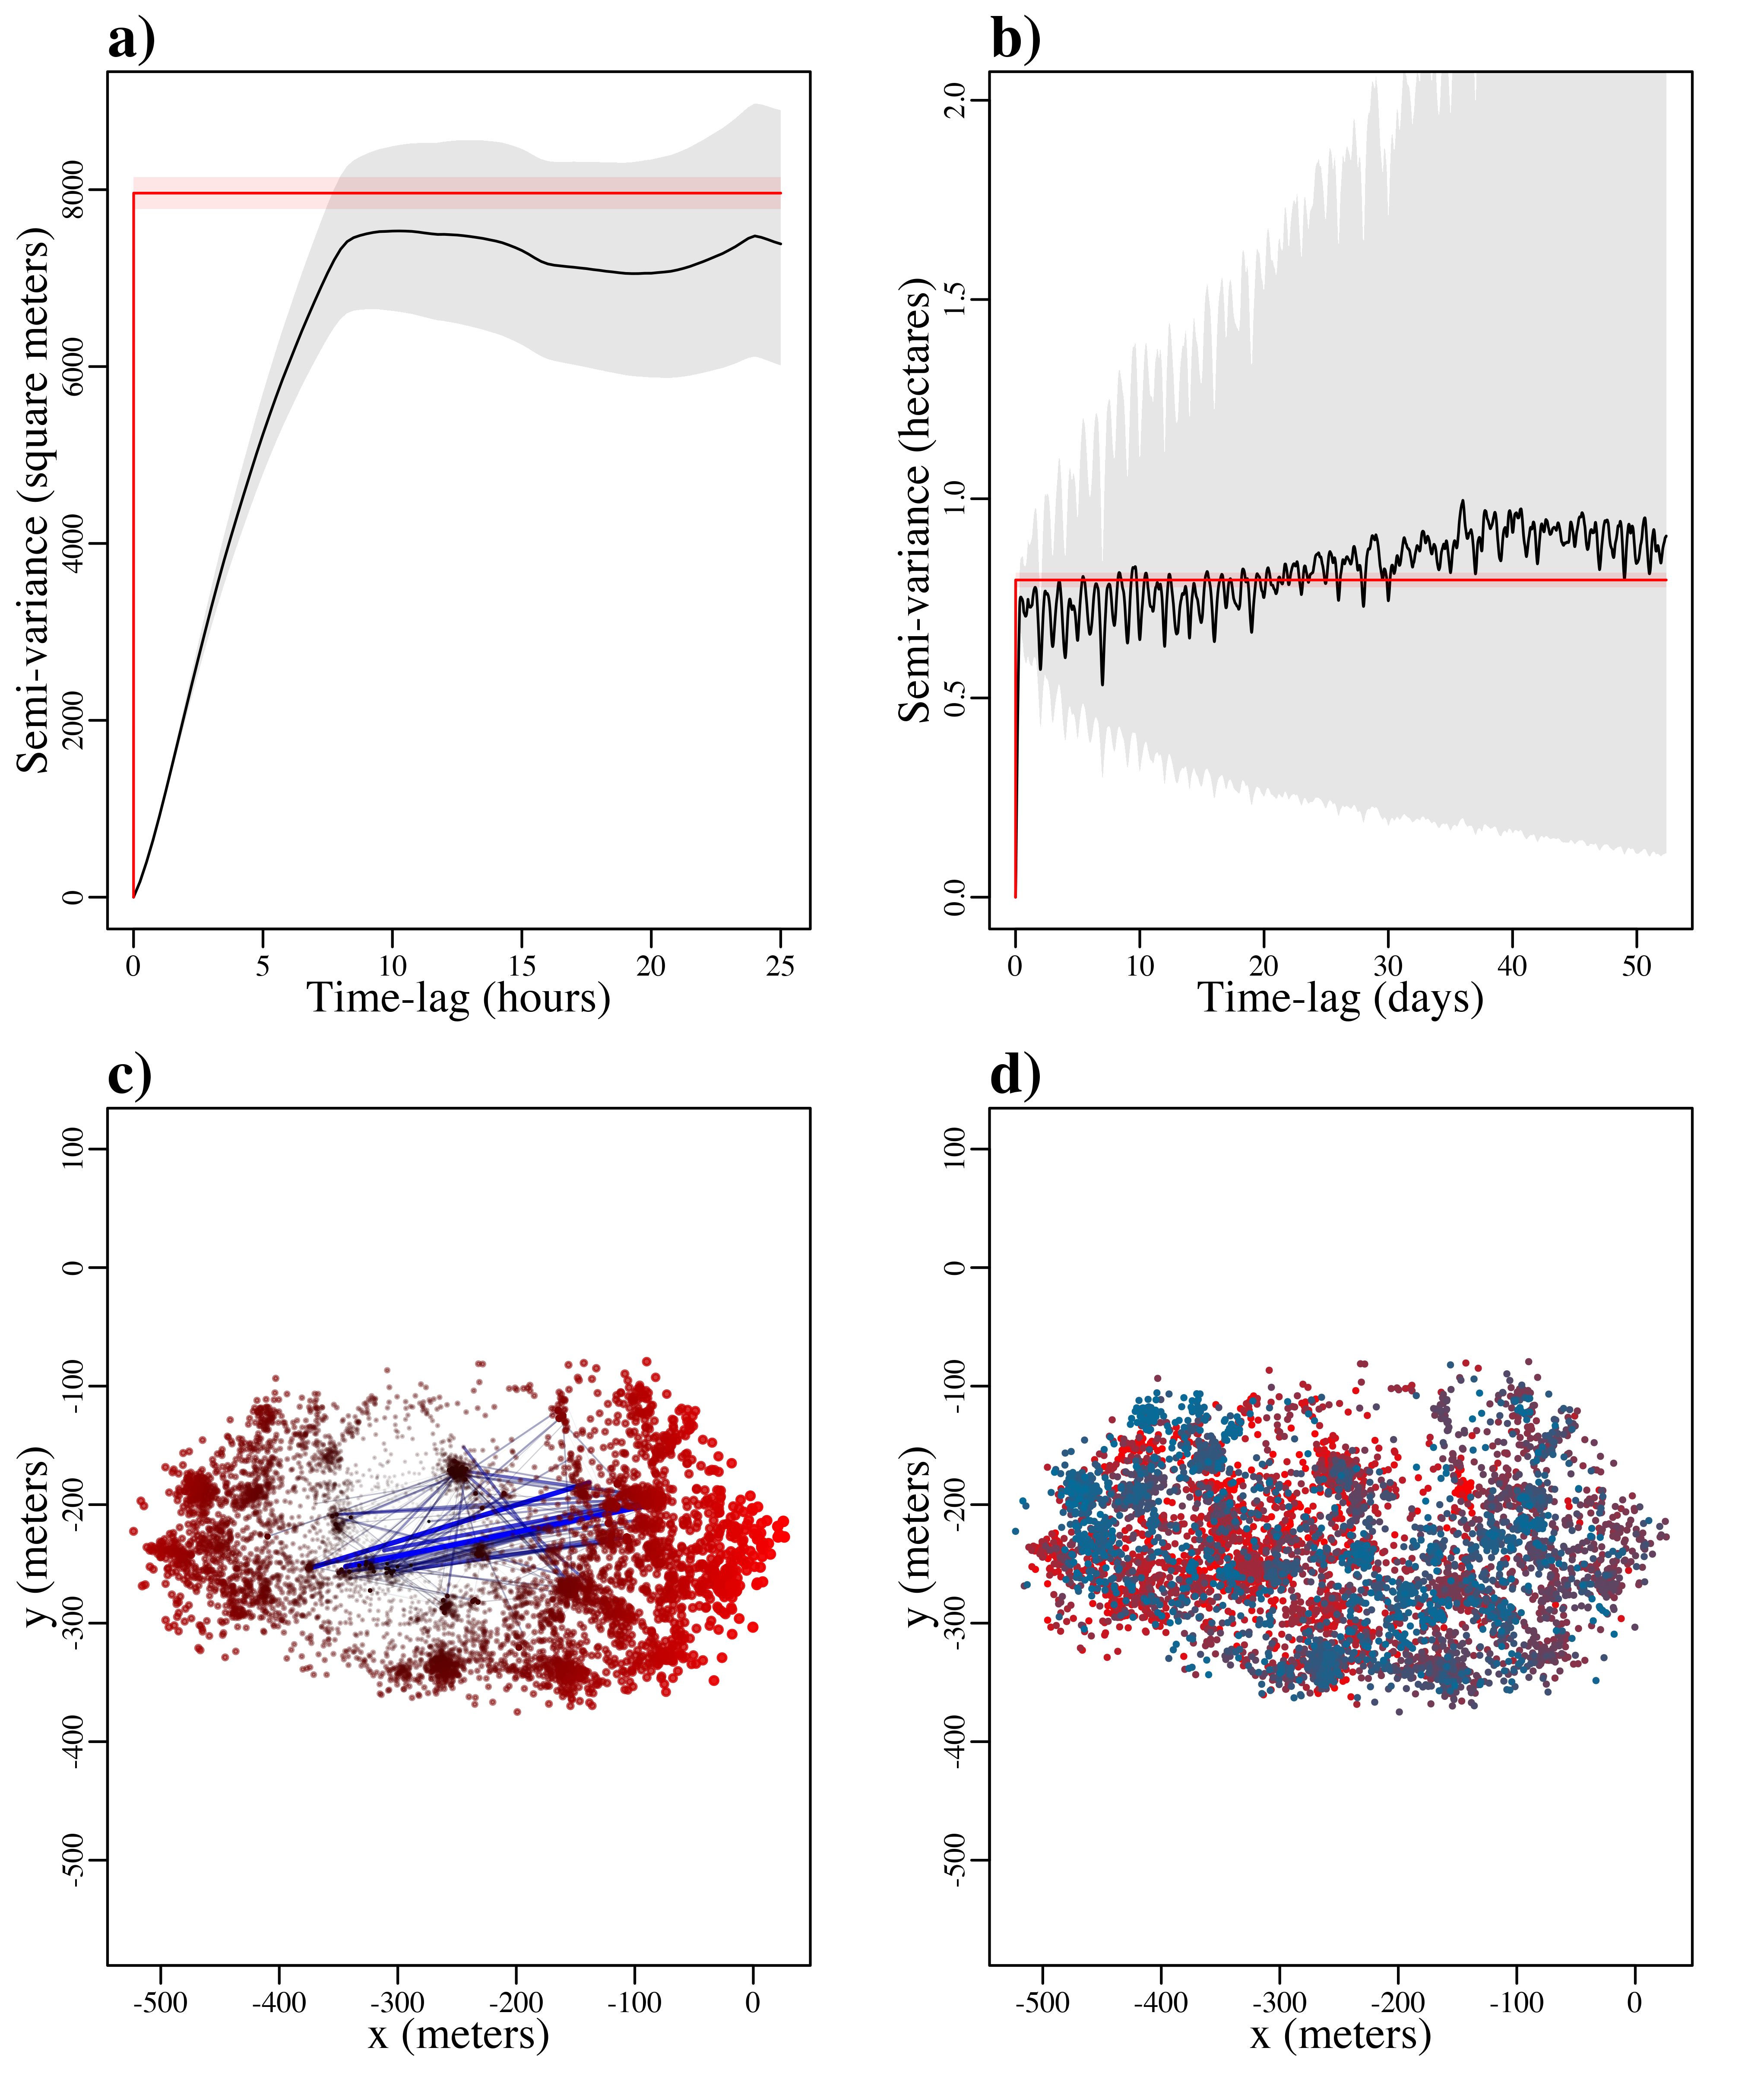 a)
Semi-variance (square meters)
8000
6000
4000
2000
0
0 5 10 15 20 25
Time-lag (hours)
b)
Semi-variance (hectares)
2.0
1.5
1.0
0.5
0.0
0 10 20 30 40 50
Time-lag (days)
c)
y (meters)
100
0
-100
-200
-300
-400
-500
-500 -400 -300 -200 -100 0
x (meters)
d)
y (meters)
100
0
-100
-200
-300
-400
-500
-500 -400 -300 -200 -100 0
x (meters)